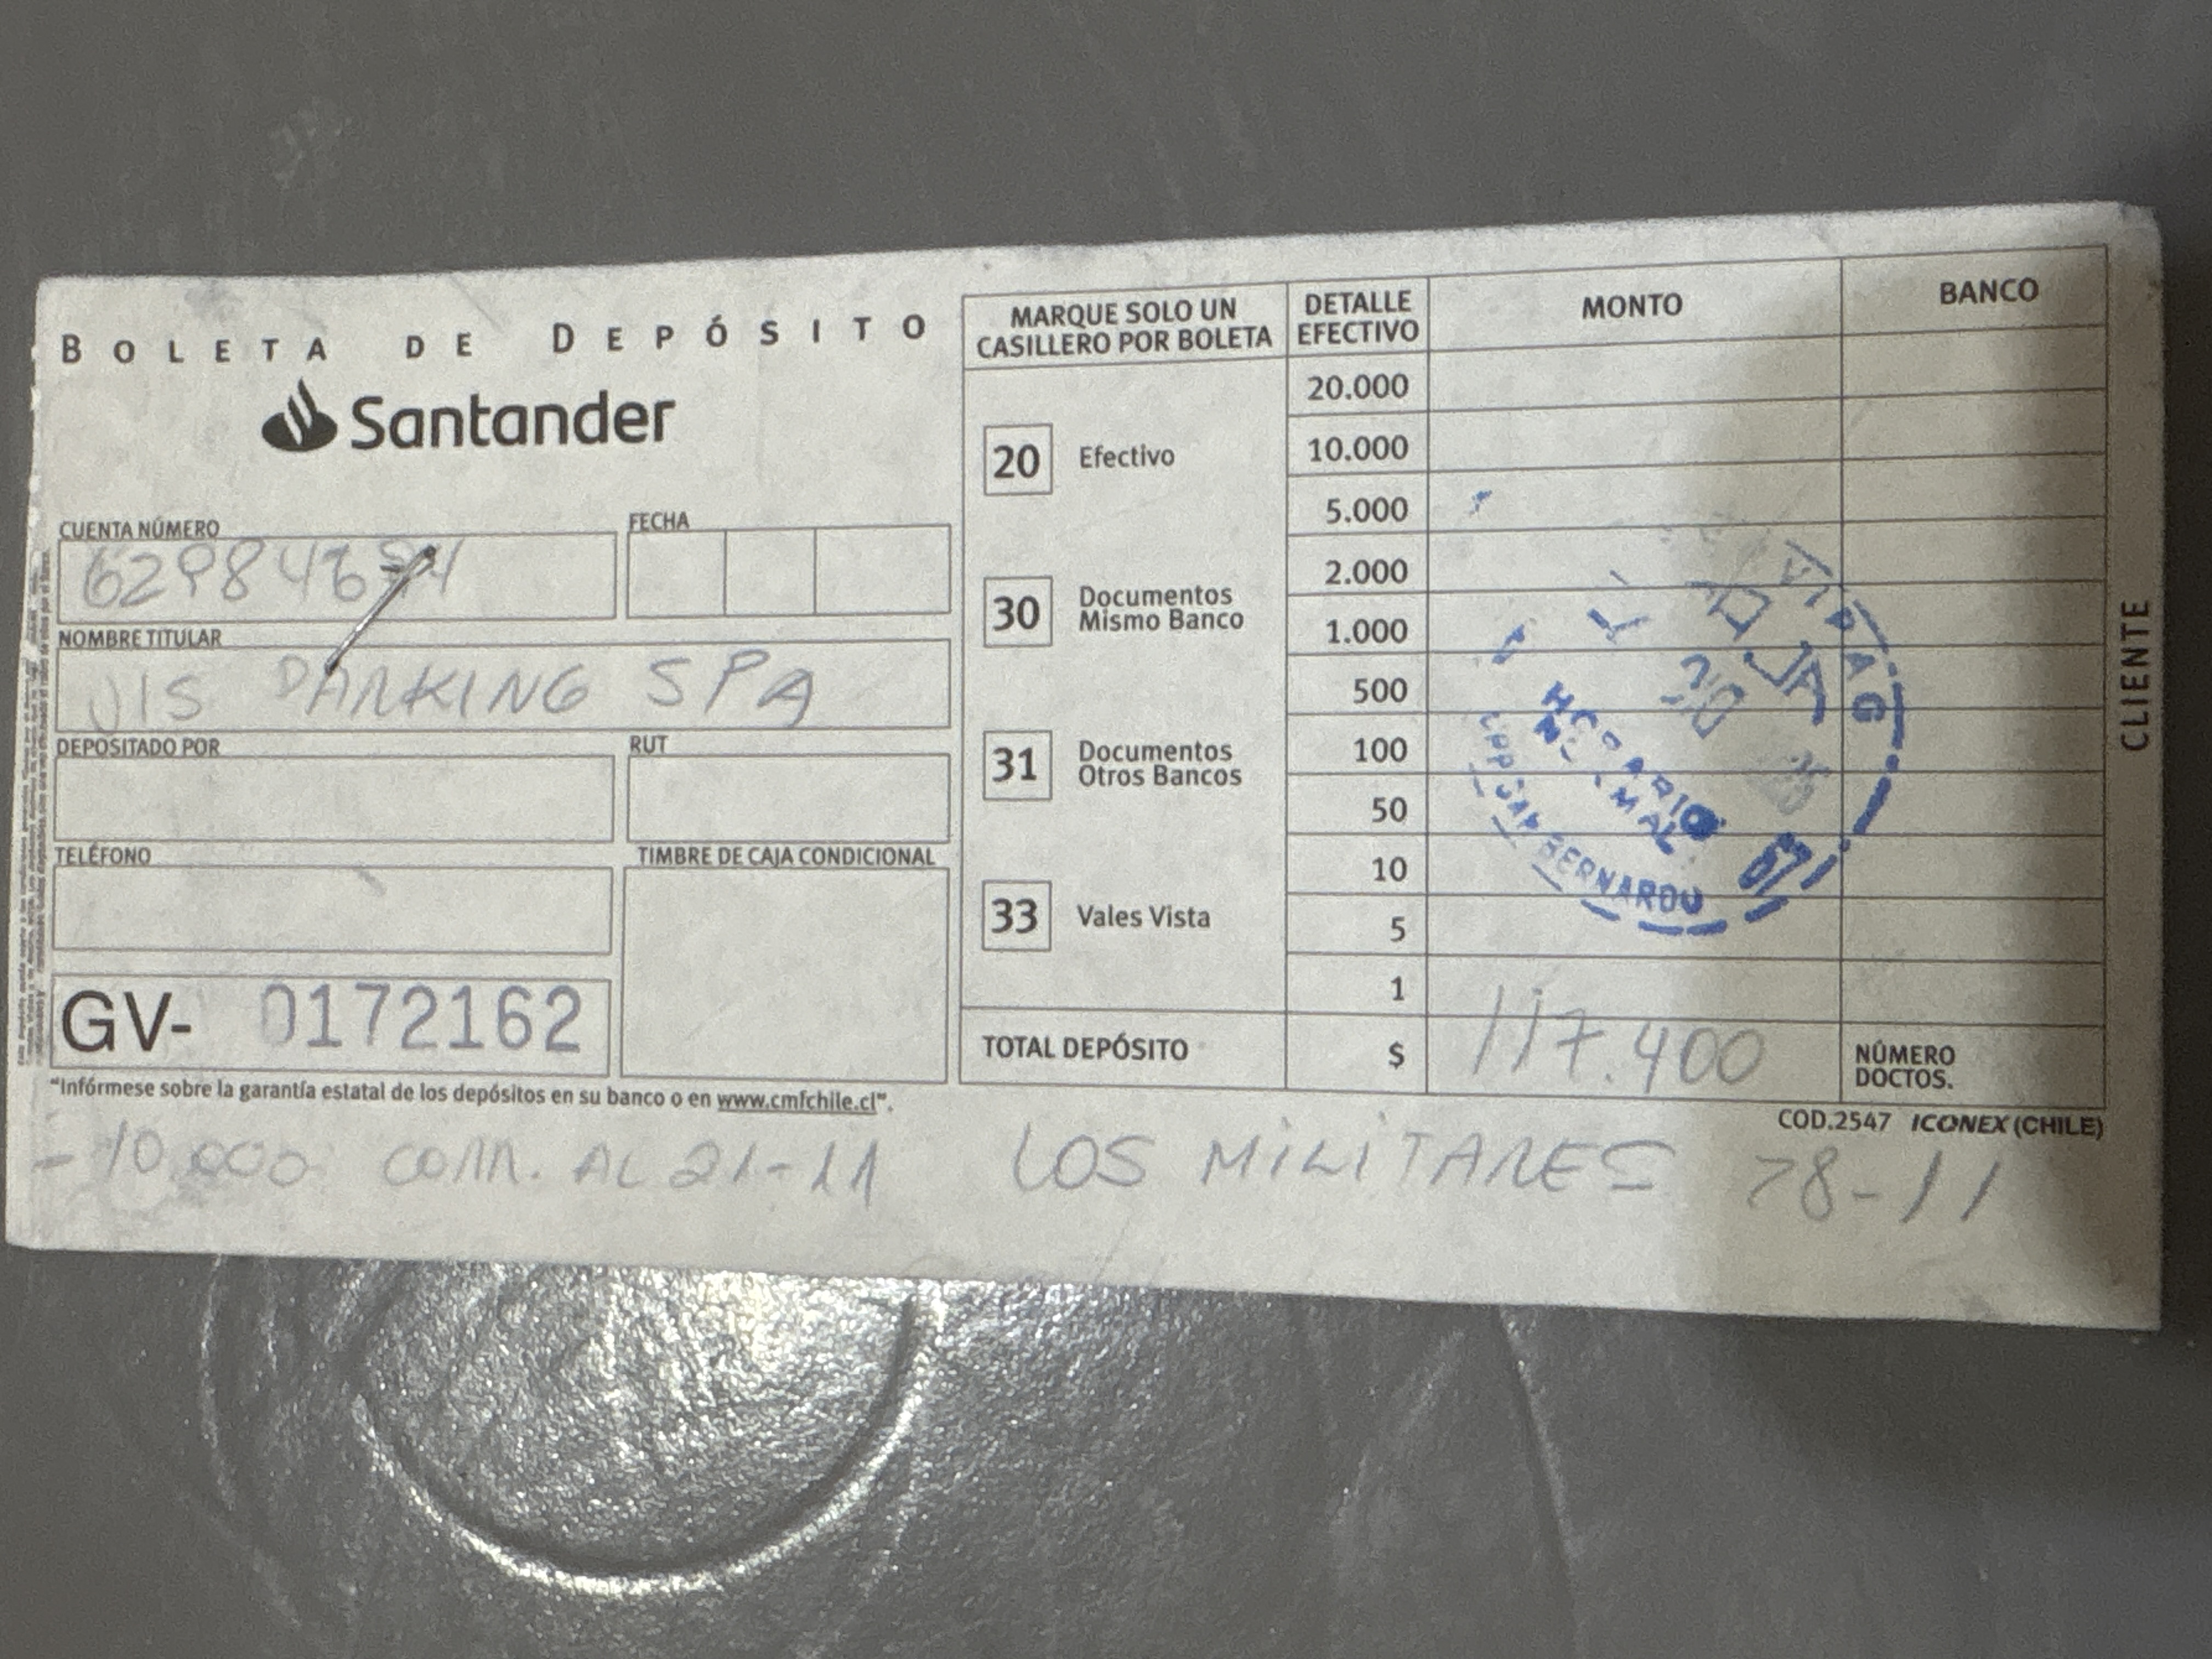 BOLETA DE DEPÓSITO
Santander
CUENTA NÚMERO
FECHA
NOMBRE TITULAR
JIS PARKING SPA
DEPOSITADO POR
RUT
TELÉFONO
TIMBRE DE CAJA CONDICIONAL
GV- 0172162
"Infórmese sobre la garantía estatal de los depósitos en su banco o en www.cmfchile.cl".
MARQUE SOLO UN CASILLERO POR BOLETA
20 Efectivo
30 Documentos Mismo Banco
31 Documentos Otros Bancos
33 Vales Vista
TOTAL DEPÓSITO
DETALLE EFECTIVO
20.000
10.000
5.000
2.000
1.000
500
100
50
10
5
1
$
MONTO
117.400
BANCO
NÚMERO DOCTOS.
CLIENTE
HORARIO
NORMAL
BERNARDO
COD.2547 ICONEX (CHILE)
- 10.000 CORR. AL 21-11 LOS MILITARES 28-11